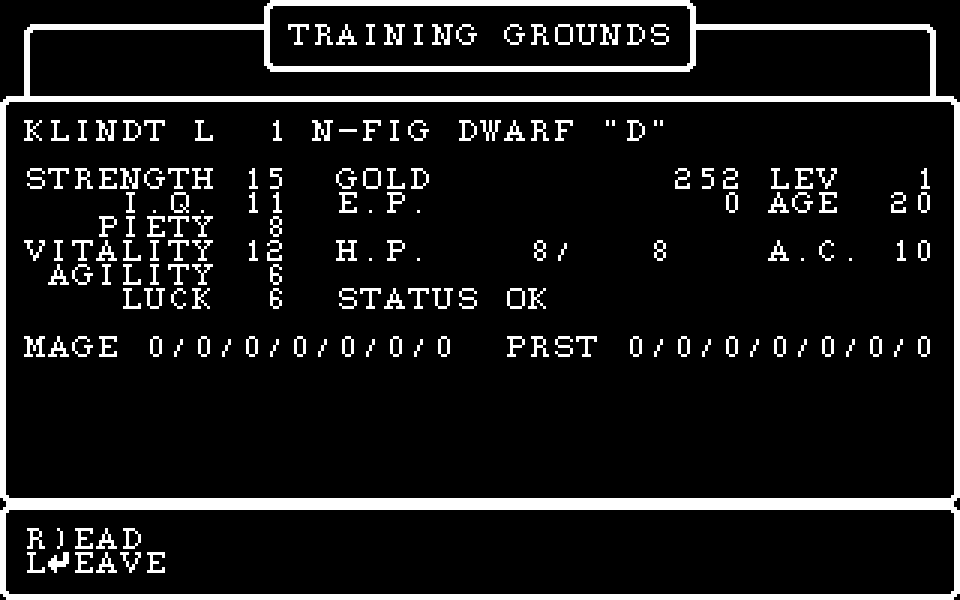 TRAINING GROUNDS
KLINDT L 1 N-FIG DWARF "D"
STRENGTH 15 GOLD 252 LEV 1
I.Q. 11 E.P. 0 AGE 20
PIETY 8
VITALITY 12 H.P. 8/ 8 A.C. 10
AGILITY 6
LUCK 6 STATUS OK
MAGE 0/0/0/0/0/0/0 PRST 0/0/0/0/0/0/0
R)EAD
L↵EAVE